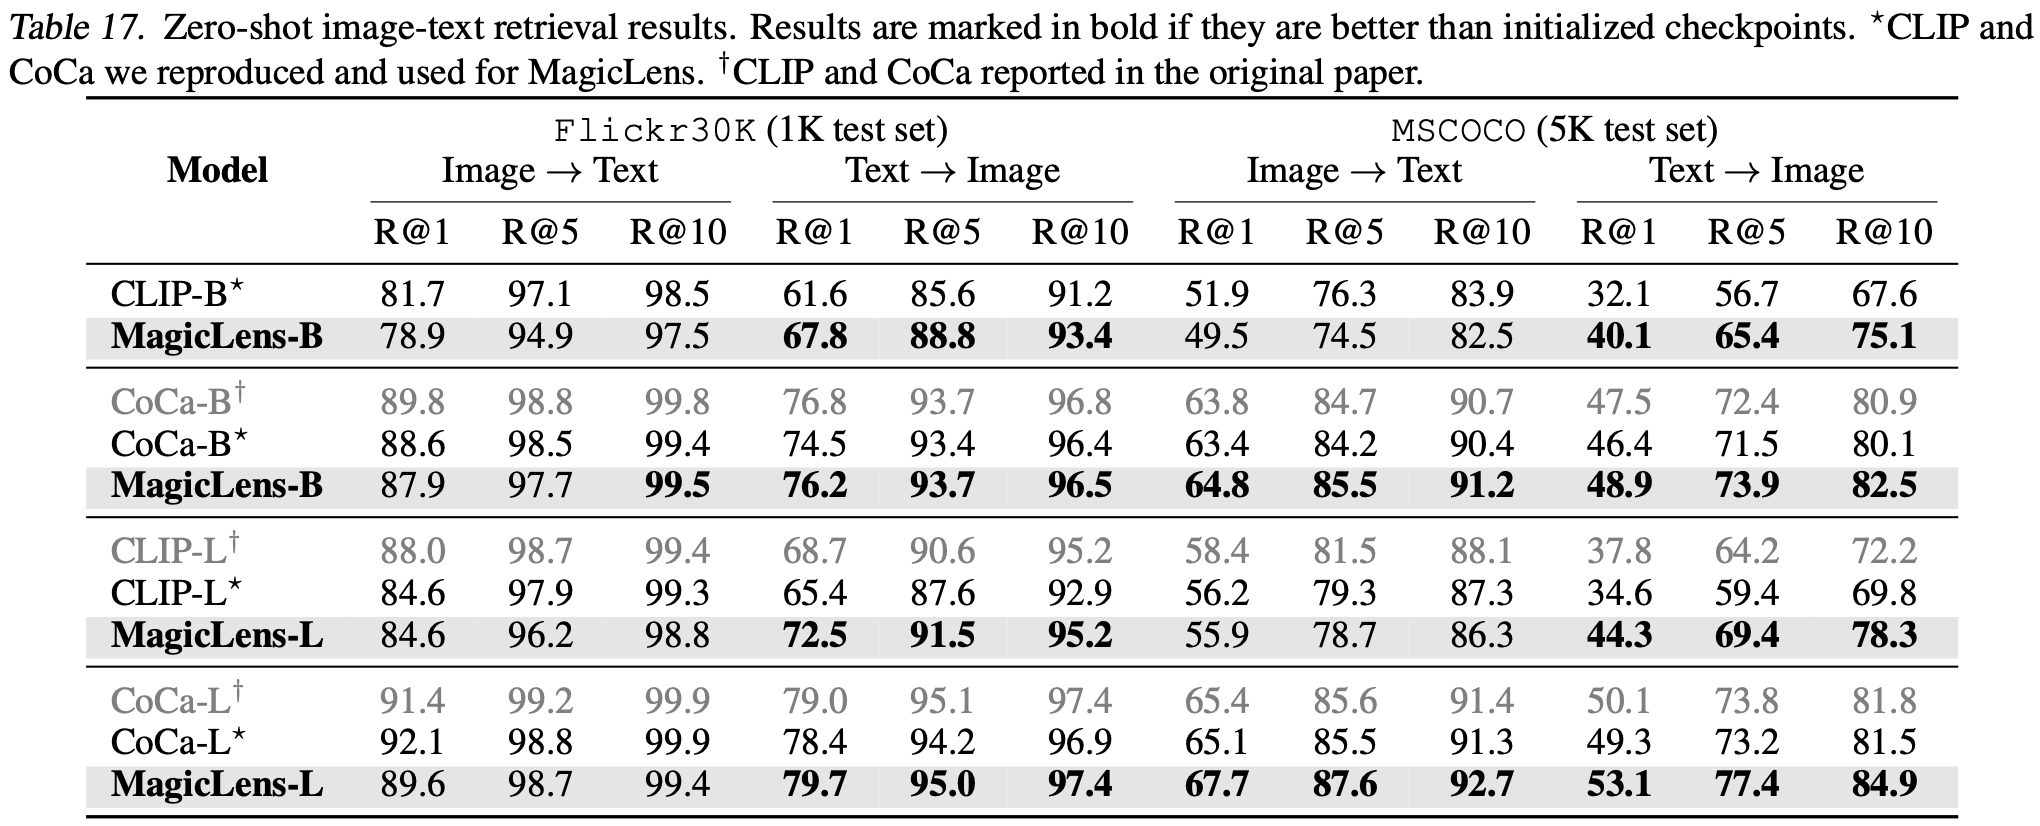 Table 17. Zero-shot image-text retrieval results. Results are marked in bold if they are better than initialized checkpoints. ⋆CLIP and
CoCa we reproduced and used for MagicLens. †CLIP and CoCa reported in the original paper.
Flickr30K (1K test set) MSCOCO (5K test set)
Model Image → Text Text → Image Image → Text Text → Image
R@1 R@5 R@10 R@1 R@5 R@10 R@1 R@5 R@10 R@1 R@5 R@10
CLIP-B⋆ 81.7 97.1 98.5 61.6 85.6 91.2 51.9 76.3 83.9 32.1 56.7 67.6
MagicLens-B 78.9 94.9 97.5 67.8 88.8 93.4 49.5 74.5 82.5 40.1 65.4 75.1
CoCa-B† 89.8 98.8 99.8 76.8 93.7 96.8 63.8 84.7 90.7 47.5 72.4 80.9
CoCa-B⋆ 88.6 98.5 99.4 74.5 93.4 96.4 63.4 84.2 90.4 46.4 71.5 80.1
MagicLens-B 87.9 97.7 99.5 76.2 93.7 96.5 64.8 85.5 91.2 48.9 73.9 82.5
CLIP-L† 88.0 98.7 99.4 68.7 90.6 95.2 58.4 81.5 88.1 37.8 64.2 72.2
CLIP-L⋆ 84.6 97.9 99.3 65.4 87.6 92.9 56.2 79.3 87.3 34.6 59.4 69.8
MagicLens-L 84.6 96.2 98.8 72.5 91.5 95.2 55.9 78.7 86.3 44.3 69.4 78.3
CoCa-L† 91.4 99.2 99.9 79.0 95.1 97.4 65.4 85.6 91.4 50.1 73.8 81.8
CoCa-L⋆ 92.1 98.8 99.9 78.4 94.2 96.9 65.1 85.5 91.3 49.3 73.2 81.5
MagicLens-L 89.6 98.7 99.4 79.7 95.0 97.4 67.7 87.6 92.7 53.1 77.4 84.9